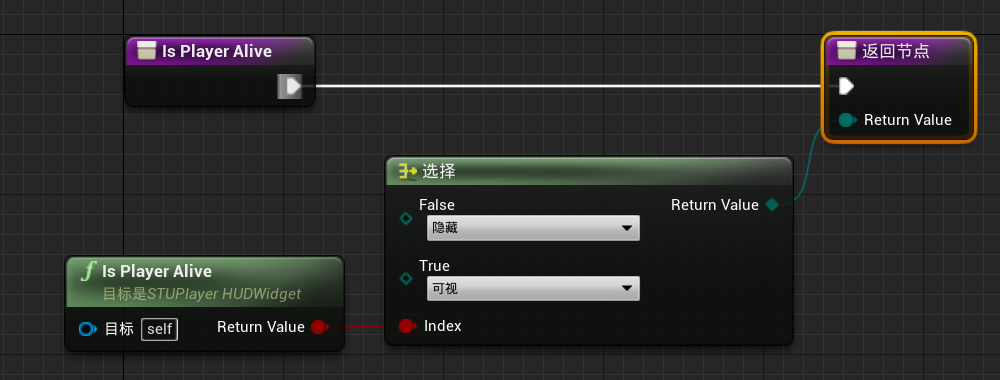 Is Player Alive
返回节点
Return Value
选择
False
隐藏
Return Value
True
可视
Index
Is Player Alive
目标是STUPlayer HUDWidget
目标 self
Return Value